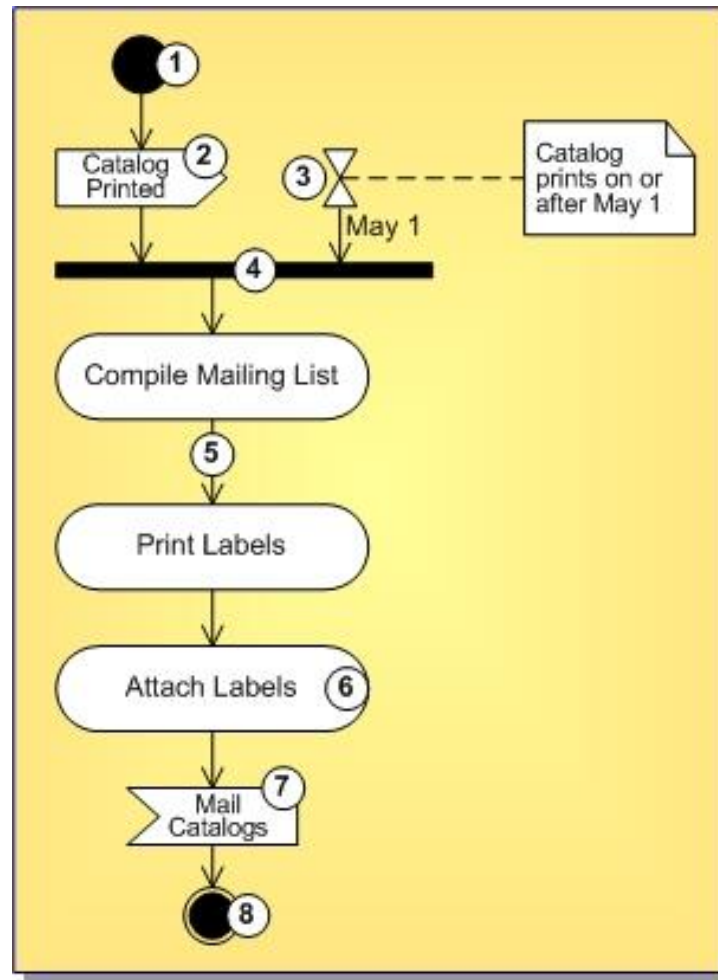 1
Catalog
Printed
2
3
May 1
Catalog
prints on or
after May 1
4
Compile Mailing List
5
Print Labels
Attach Labels
6
7
Mail
Catalogs
8